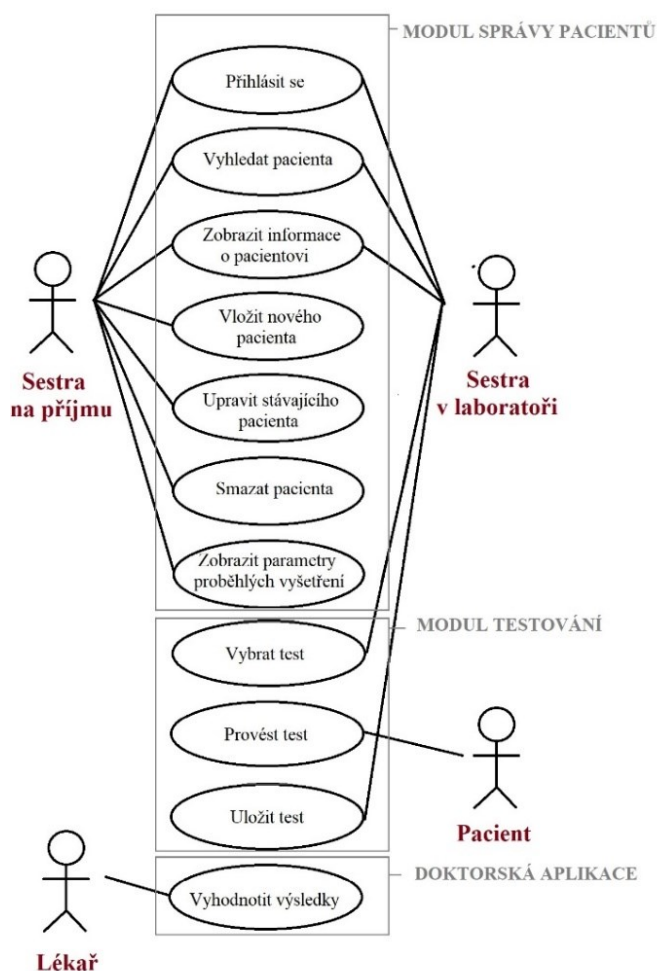 MODUL SPRÁVY PACIENTŮ
Přihlásit se
Vyhledat pacienta
Zobrazit informace
o pacientovi
Vložit nového
pacienta
Upravit stávajícího
pacienta
Smazat pacienta
Zobrazit parametry
proběhlých vyšetření
Sestra
na příjmu
Sestra
v laboratoři
MODUL TESTOVÁNÍ
Vybrat test
Provést test
Uložit test
Pacient
DOKTORSKÁ APLIKACE
Vyhodnotit výsledky
Lékař